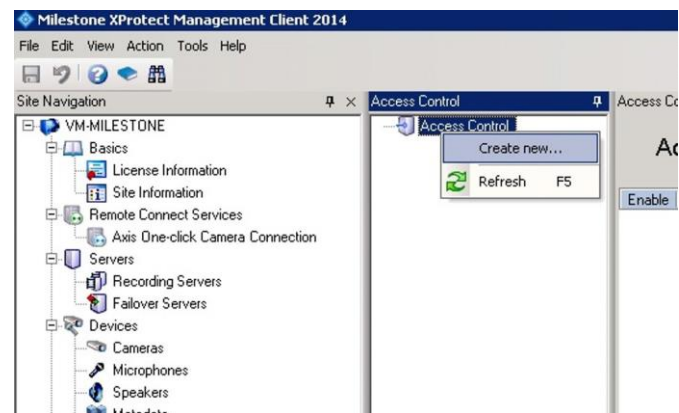 Milestone XProtect Management Client 2014
File Edit View Action Tools Help
Site Navigation
VM-MILESTONE
Basics
License Information
Site Information
Remote Connect Services
Axis One-click Camera Connection
Servers
Recording Servers
Failover Servers
Devices
Cameras
Microphones
Speakers
Metadata
Access Control
Access Control
Create new...
Refresh F5
Access Co
Ac
Enable